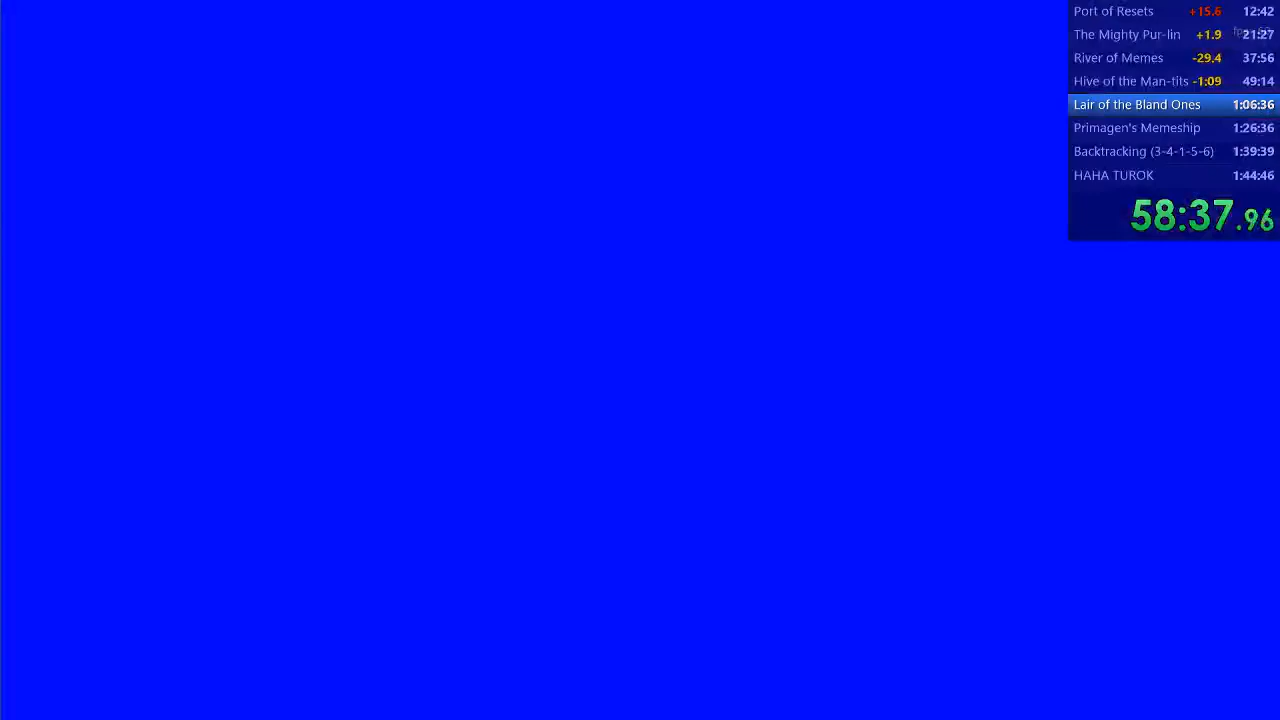 Port of Resets +15.6 12:42
The Mighty Pur-lin +1.9 21:27
River of Memes -29.4 37:56
Hive of the Man-tits -1:09 49:14
Lair of the Bland Ones 1:06:36
Primagen's Memeship 1:26:36
Backtracking (3-4-1-5-6) 1:39:39
HAHA TUROK 1:44:46
58:37.96